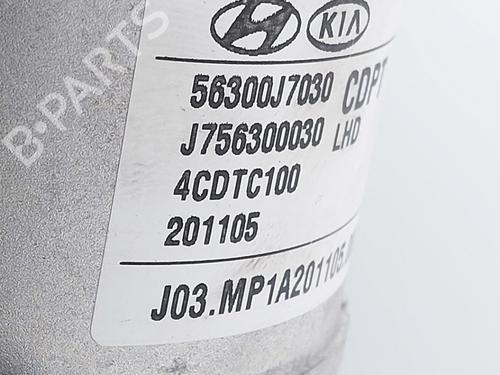 B-PARTS
KIA
56300J7030 CDPT
J756300030 LHD
4CDTC100
201105
J03.MP1A201105.